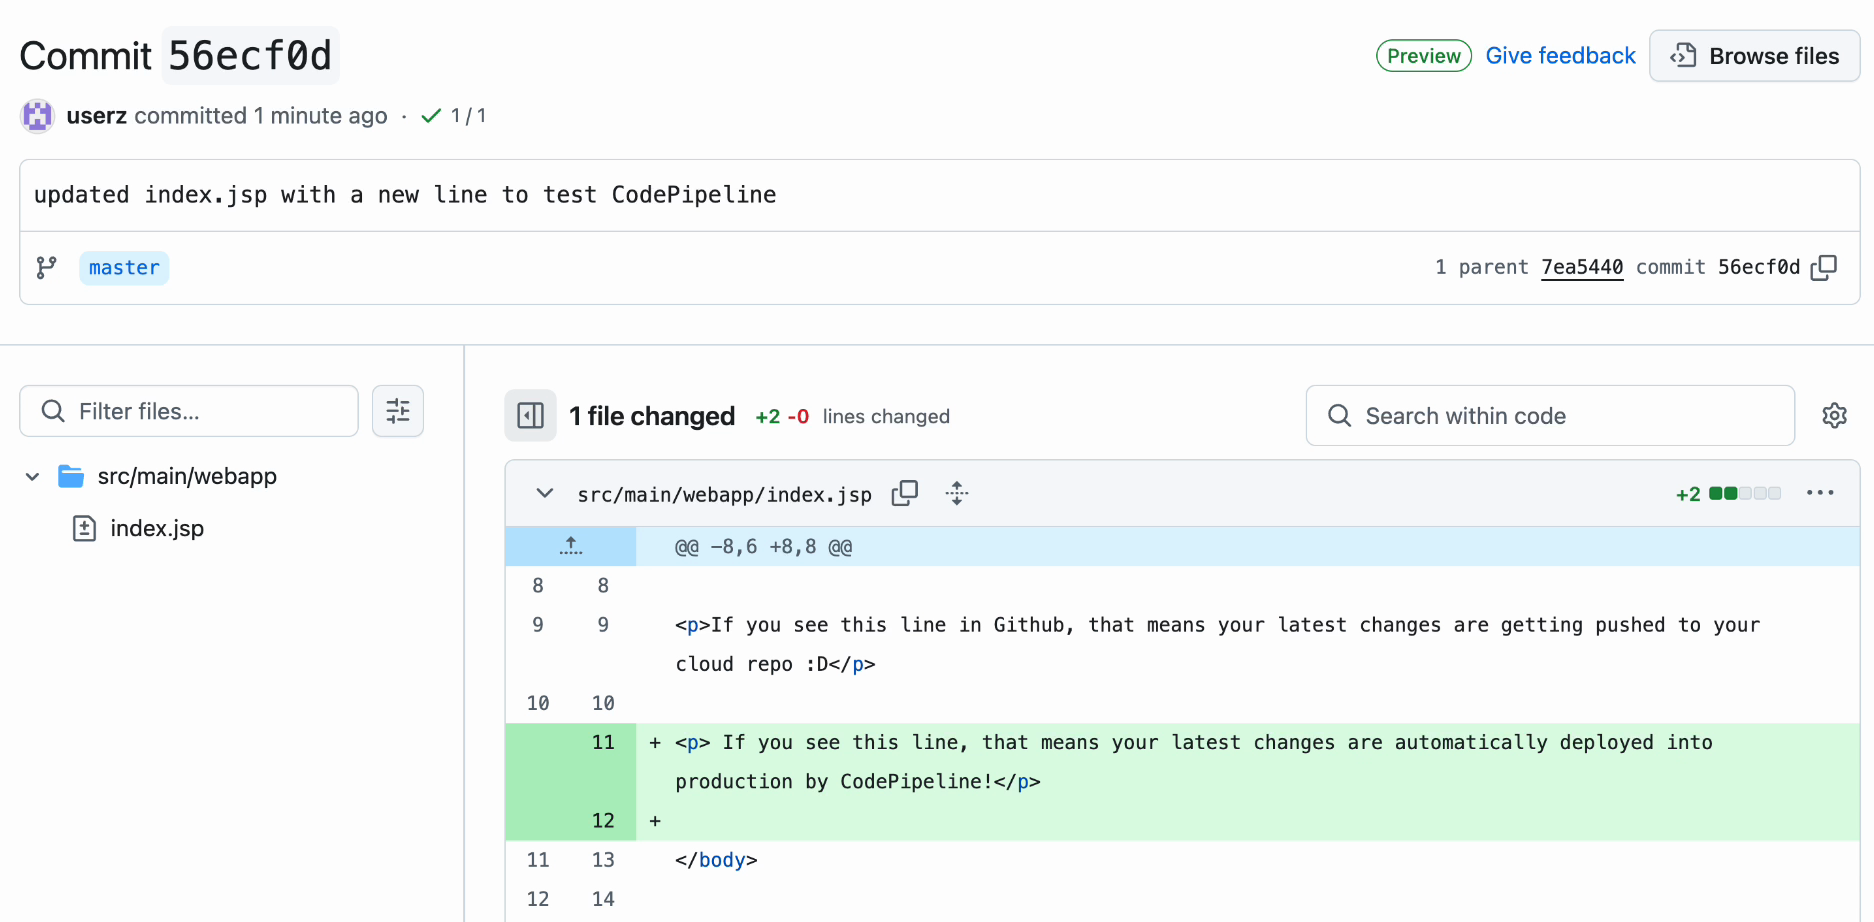 Commit 56ecf0d
Preview Give feedback Browse files
userz committed 1 minute ago · 1 / 1
updated index.jsp with a new line to test CodePipeline
master
1 parent 7ea5440 commit 56ecf0d
Filter files...
src/main/webapp
index.jsp
1 file changed +2 -0 lines changed
Search within code
src/main/webapp/index.jsp
+2
@@ -8,6 +8,8 @@
8 8
9 9 <p>If you see this line in Github, that means your latest changes are getting pushed to your
cloud repo :D</p>
10 10
11 + <p> If you see this line, that means your latest changes are automatically deployed into
production by CodePipeline!</p>
12 +
11 13 </body>
12 14